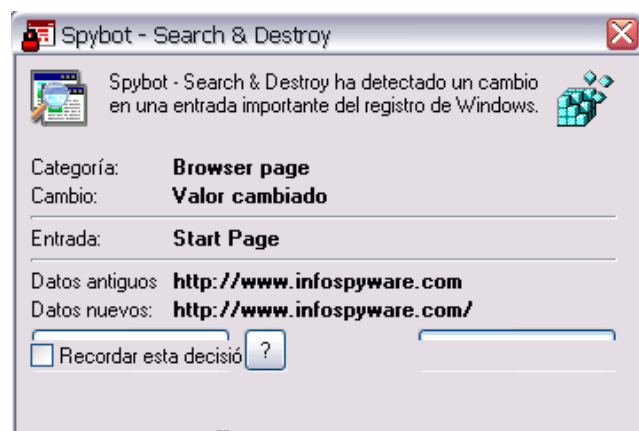 Spybot - Search & Destroy
Spybot - Search & Destroy ha detectado un cambio
en una entrada importante del registro de Windows.
Categoría: Browser page
Cambio: Valor cambiado
Entrada: Start Page
Datos antiguos http://www.infospyware.com
Datos nuevos: http://www.infospyware.com/
Recordar esta decisió ?